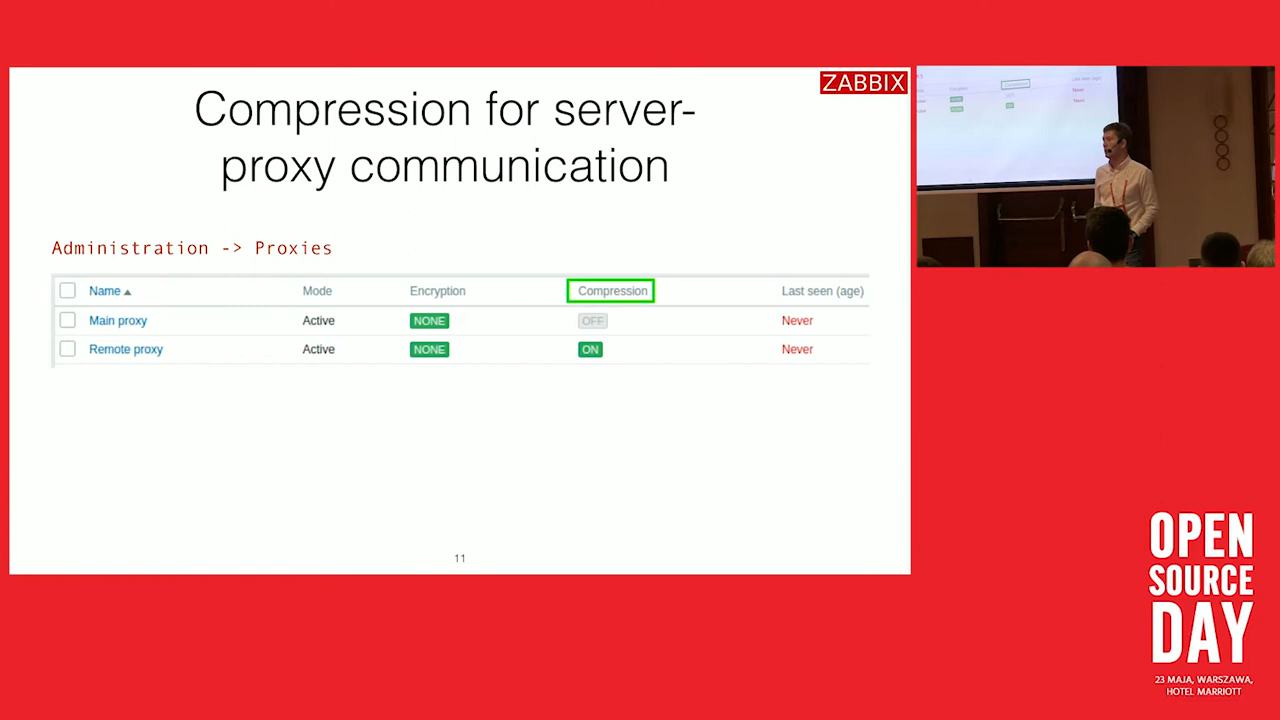 ZABBIX
Compression for server-
proxy communication
Administration -> Proxies
Name Mode Encryption Compression Last seen (age)
Main proxy Active NONE OFF Never
Remote proxy Active NONE ON Never
11
OPEN
SOURCE
DAY
23 MAJA, WARSZAWA,
HOTEL MARRIOTT